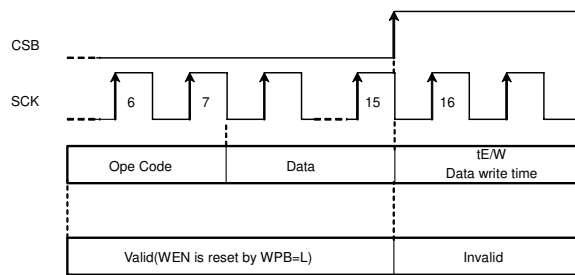 CSB
SCK
6
7
15
16
Ope Code
Data
tE/W
Data write time
Valid(WEN is reset by WPB=L)
Invalid